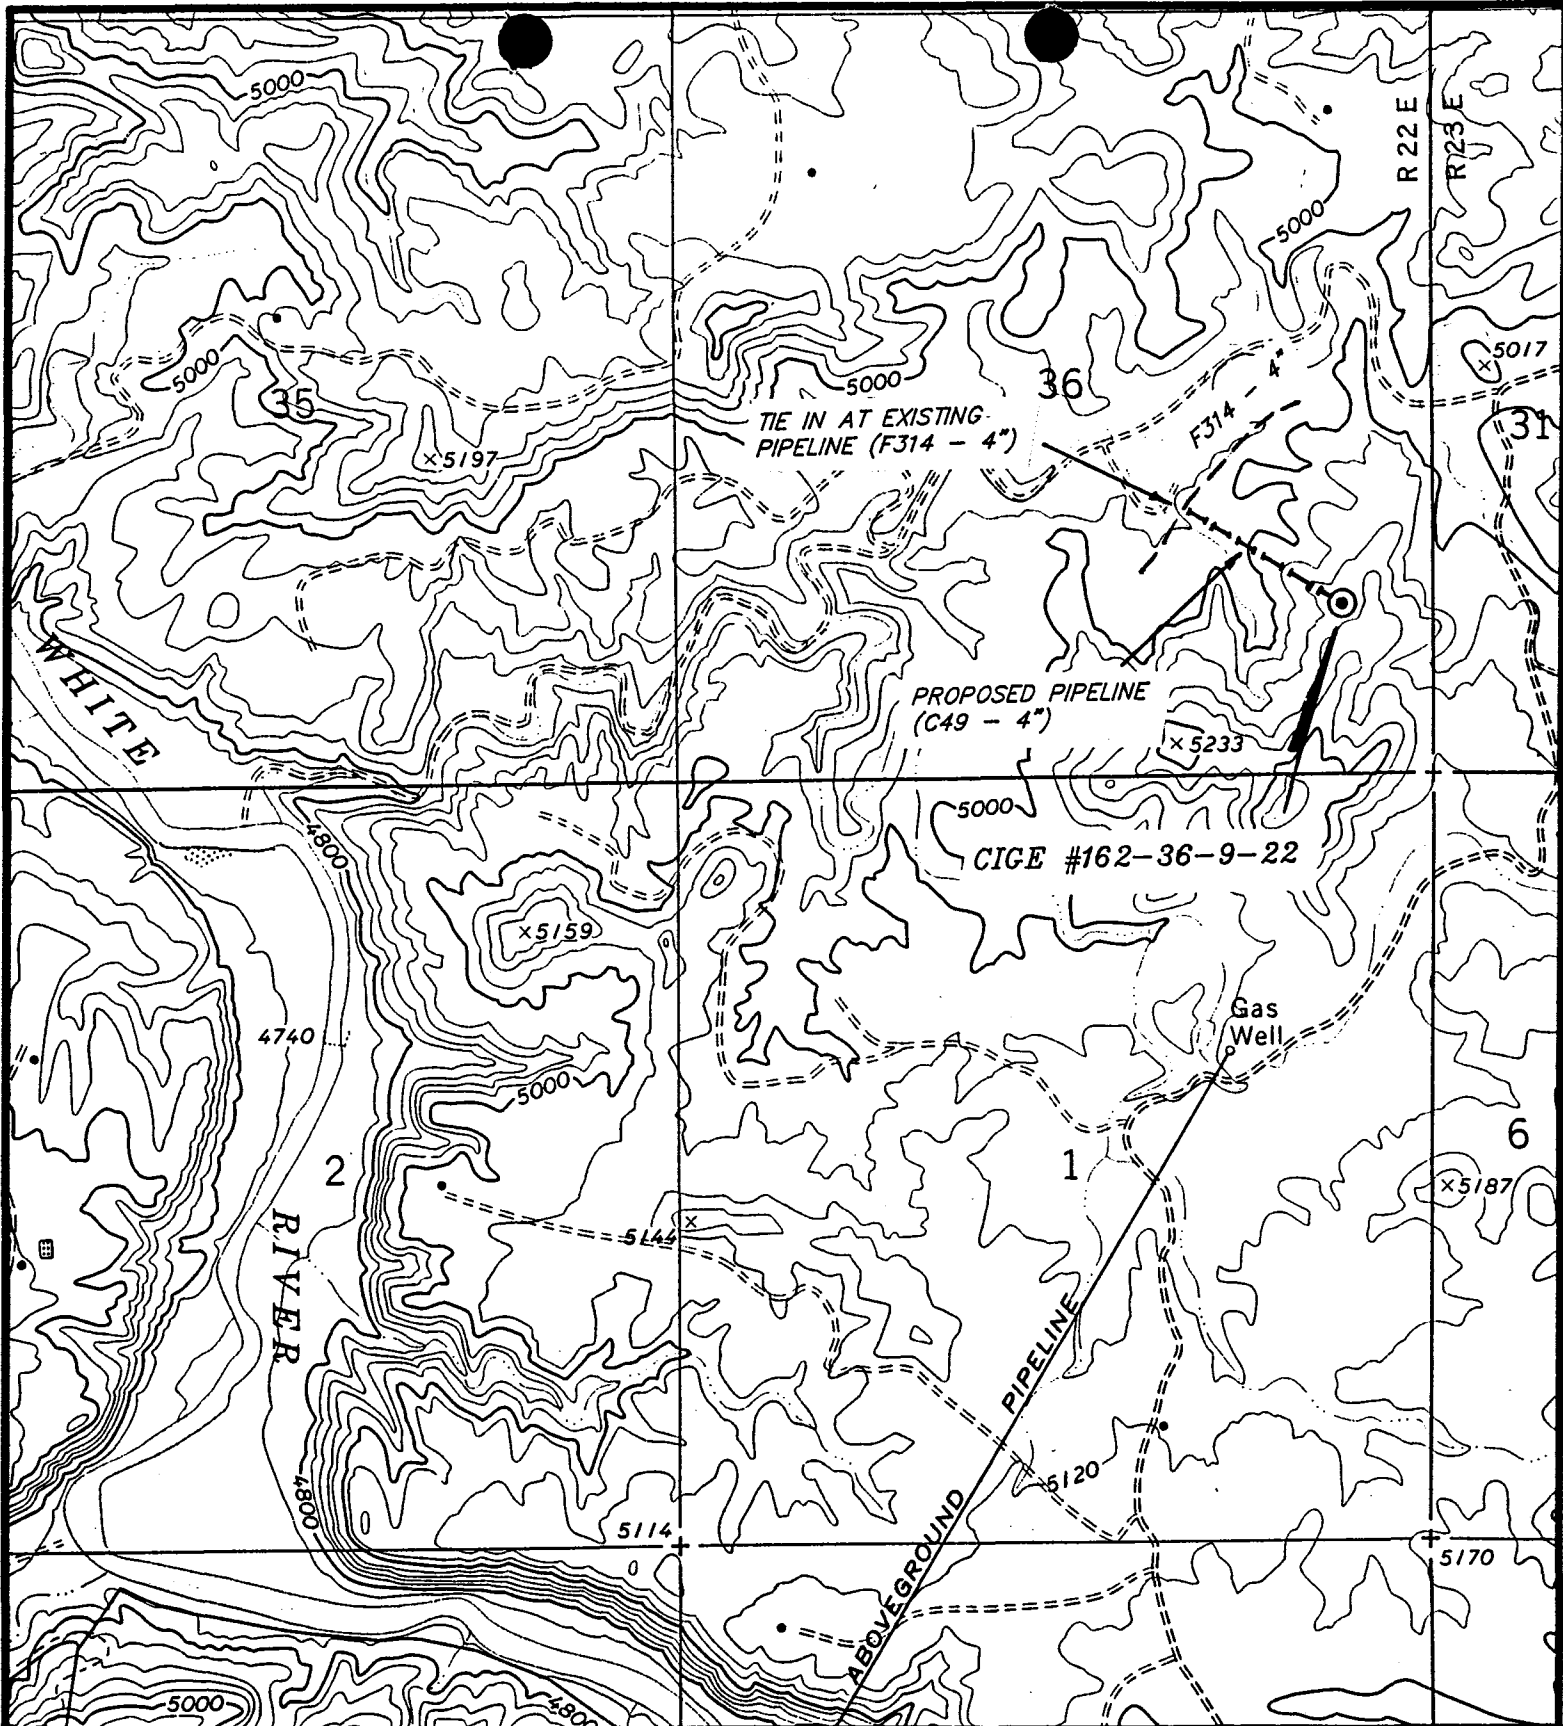 5000
R 22 E
R 23 E
5000
5017
5000
35
5000
36
F314 - 4"
31
TIE IN AT EXISTING
PIPELINE (F314 - 4")
×5197
WHITE
PROPOSED PIPELINE
(C49 - 4")
×5233
5000
4800
CIGE #162-36-9-22
×5159
Gas
Well
4740
5000
6
2
1
×5187
RIVER
5144
PIPELINE
4800
5120
5114
5170
ABOVEGROUND
5000
4800